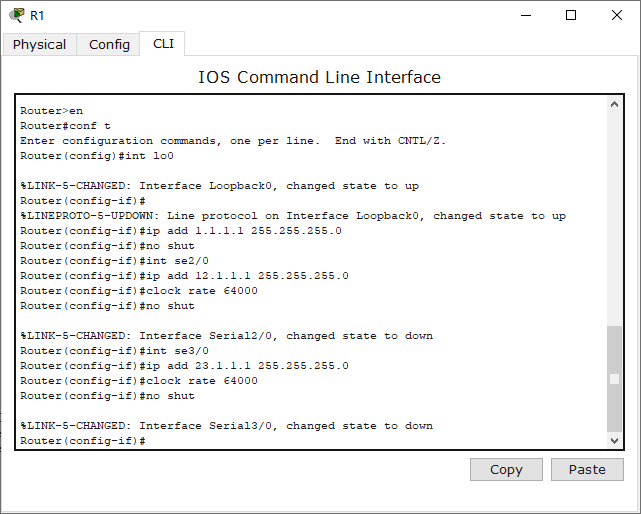 R1
Physical Config CLI
IOS Command Line Interface
Router>en
Router#conf t
Enter configuration commands, one per line.  End with CNTL/Z.
Router(config)#int lo0
%LINK-5-CHANGED: Interface Loopback0, changed state to up
Router(config-if)#
%LINEPROTO-5-UPDOWN: Line protocol on Interface Loopback0, changed state to up
Router(config-if)#ip add 1.1.1.1 255.255.255.0
Router(config-if)#no shut
Router(config-if)#int se2/0
Router(config-if)#ip add 12.1.1.1 255.255.255.0
Router(config-if)#clock rate 64000
Router(config-if)#no shut
%LINK-5-CHANGED: Interface Serial2/0, changed state to down
Router(config-if)#int se3/0
Router(config-if)#ip add 23.1.1.1 255.255.255.0
Router(config-if)#clock rate 64000
Router(config-if)#no shut
%LINK-5-CHANGED: Interface Serial3/0, changed state to down
Router(config-if)#
Copy Paste